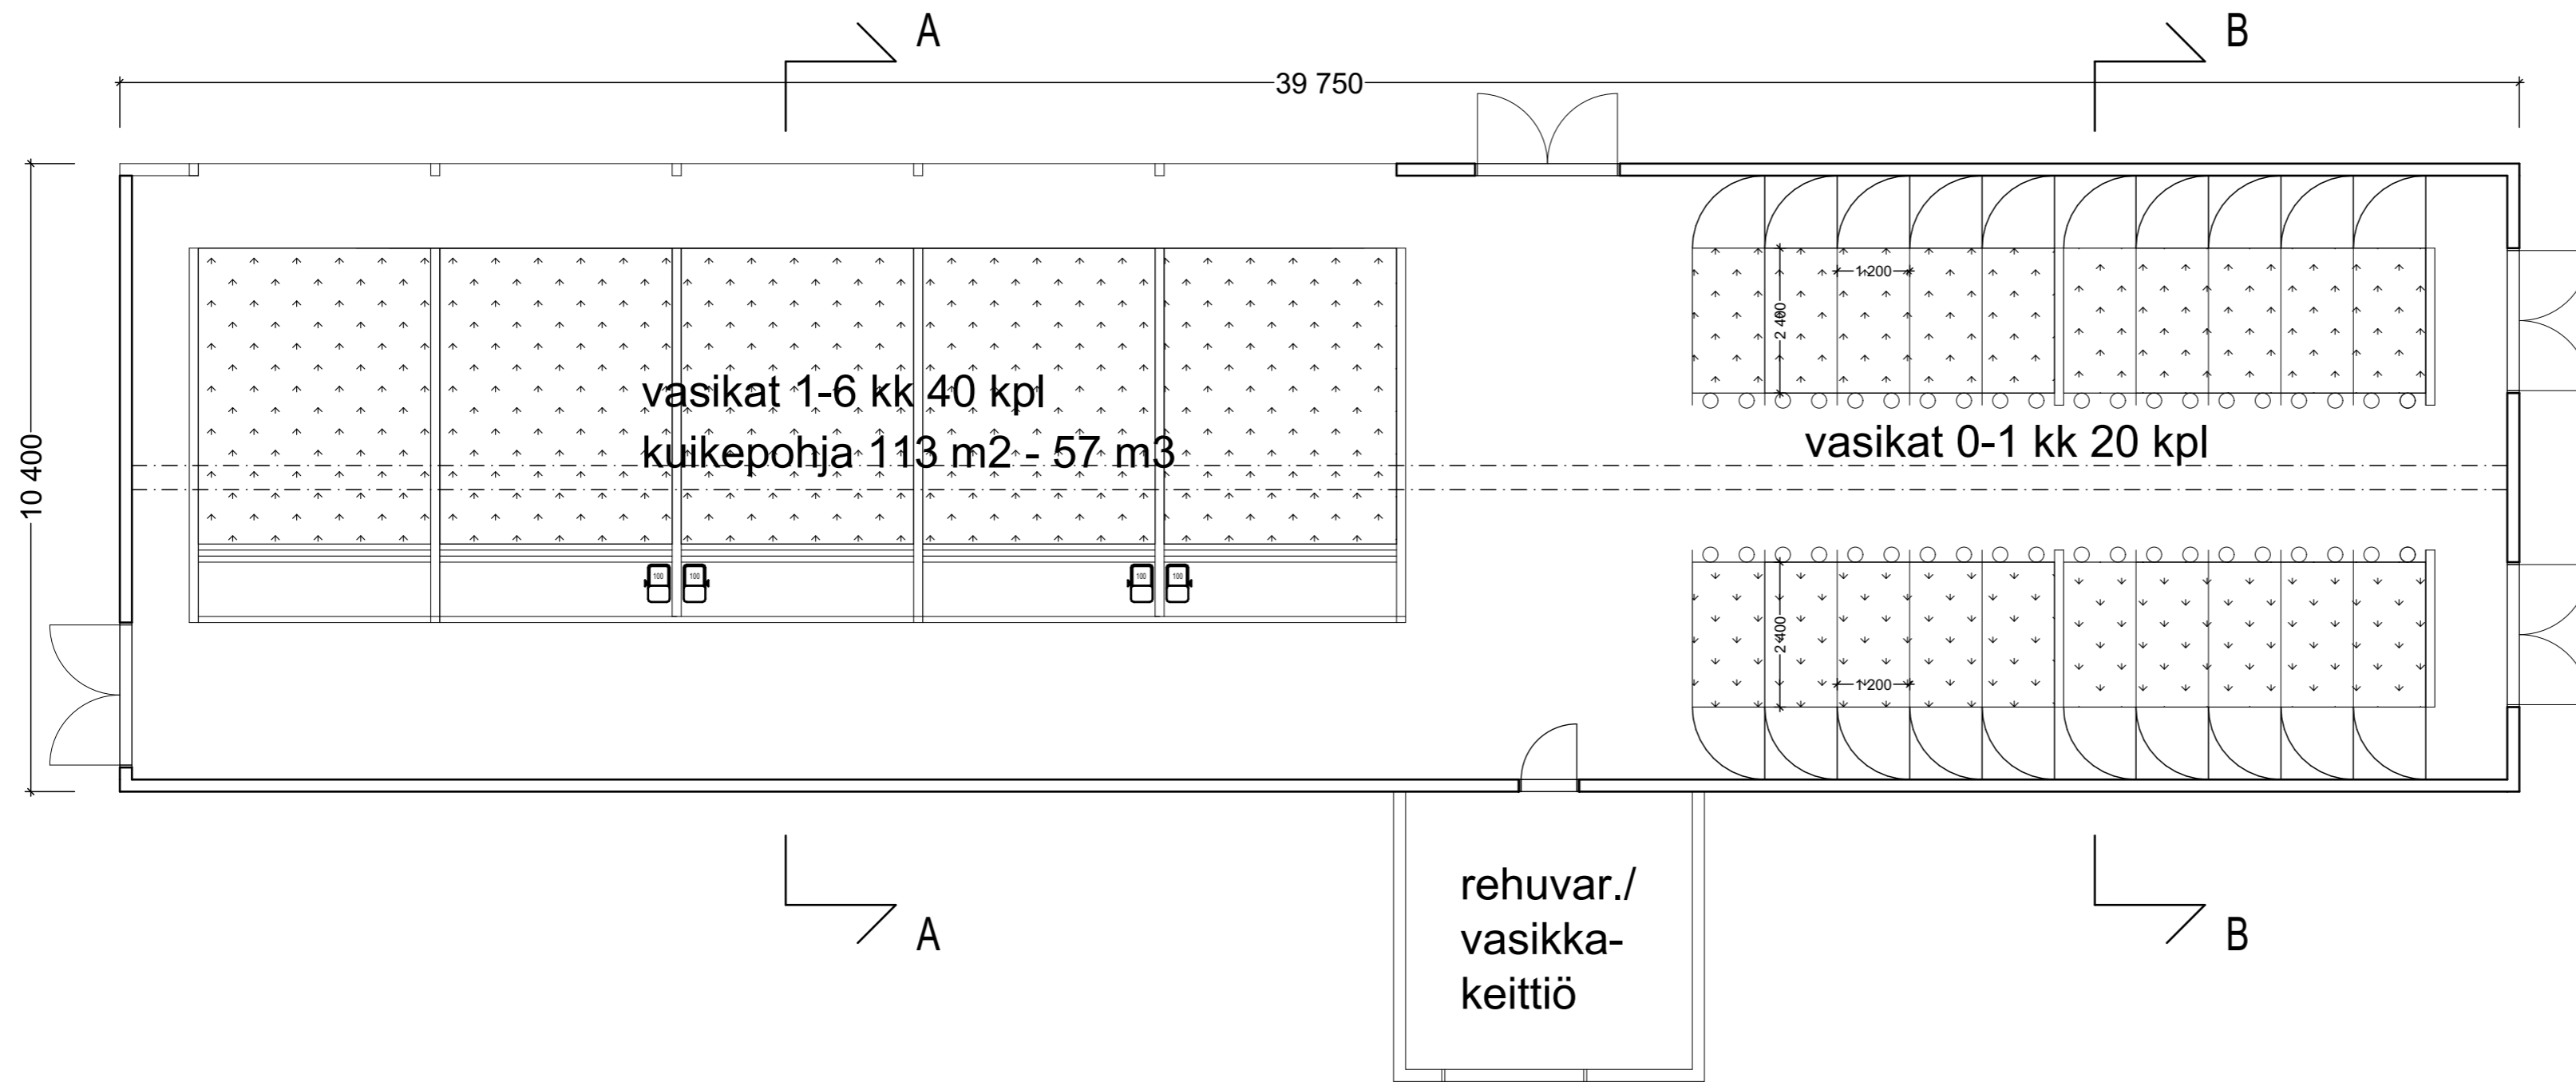 A
B
39 750
10 400
1 200
2 400
vasikat 1-6 kk 40 kpl
kuikepohja 113 m2 - 57 m3
vasikat 0-1 kk 20 kpl
100
100
100
100
2 400
1 200
A
B
rehuvar./
vasikka-
keittiö